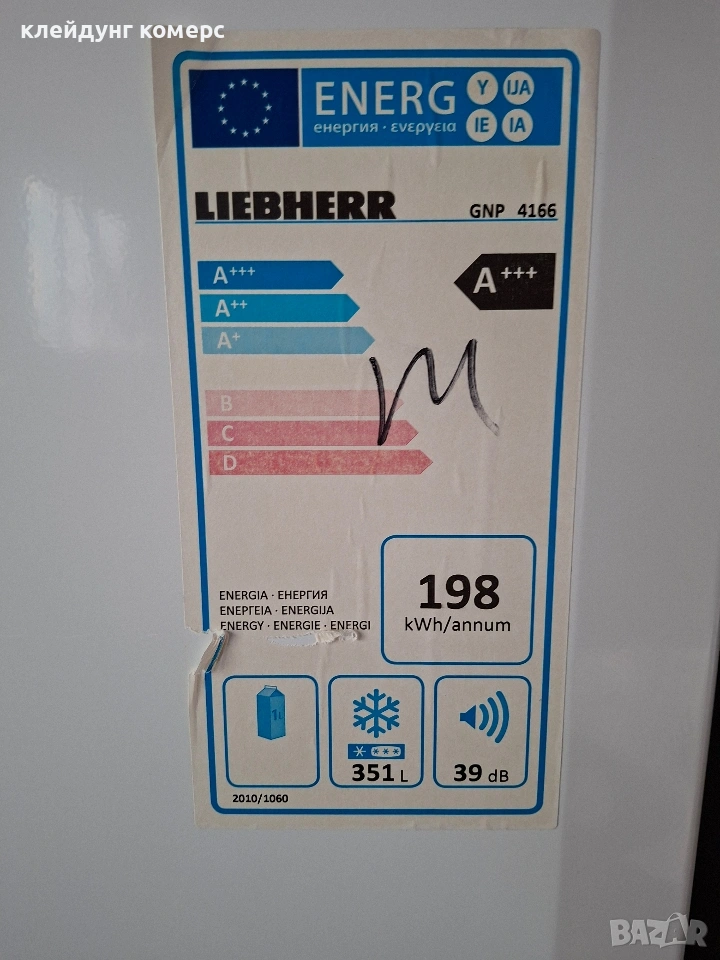 клейдунг комерс
ENERG Y IJA
енергия · ενεργεια IE IA
LIEBHERR GNP 4166
A+++ A+++
A++
A+
B
C
D
198
kWh/annum
ENERGIA · ЕНЕРГИЯ
ΕΝΕΡΓΕΙΑ · ENERGIJA
ENERGY · ENERGIE · ENERGI
1L
351 L
39 dB
2010/1060
BAZAR